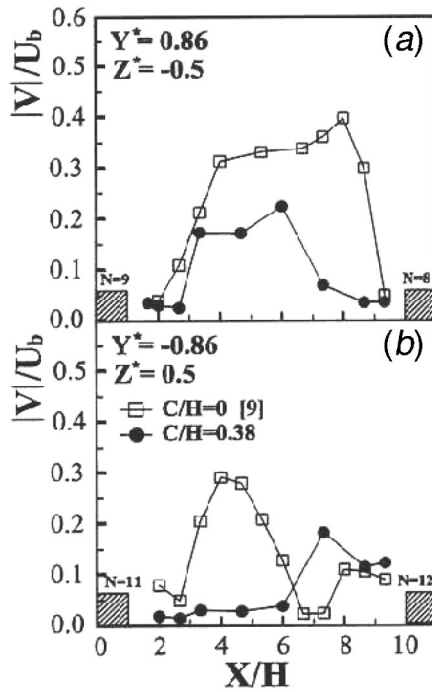 (a)
Y*= 0.86
Z*= -0.5
|V|/U_b
0.6
0.5
0.4
0.3
0.2
0.1
0.0
N=9
N=8
(b)
Y*= -0.86
Z*= 0.5
C/H=0 [9]
C/H=0.38
|V|/U_b
0.5
0.4
0.3
0.2
0.1
0.0
N=11
N=12
0 2 4 6 8 10
X/H